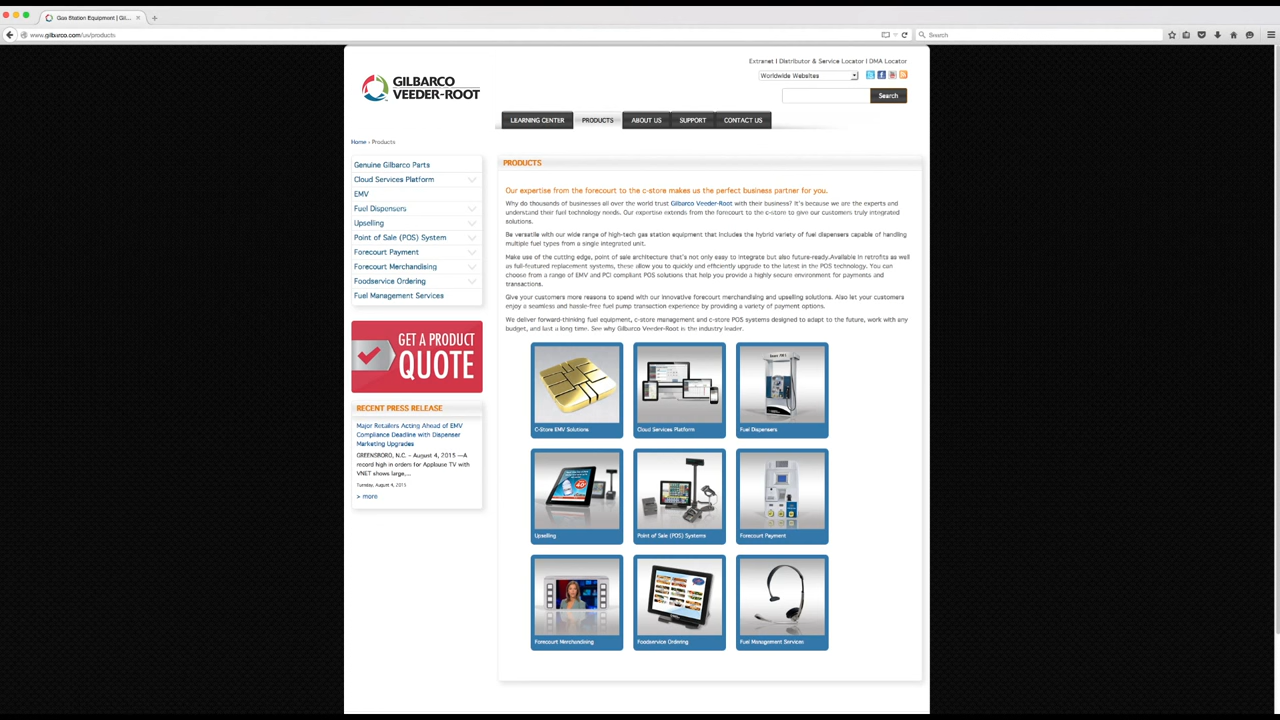 Gas Station Equipment | Gil...
www.gilbarco.com/us/products
Search
Extranet | Distributor & Service Locator | DMA Locator
Worldwide Websites
GILBARCO
VEEDER-ROOT
Search
LEARNING CENTER
PRODUCTS
ABOUT US
SUPPORT
CONTACT US
Home › Products
Genuine Gilbarco Parts
Cloud Services Platform
EMV
Fuel Dispensers
Upselling
Point of Sale (POS) System
Forecourt Payment
Forecourt Merchandising
Foodservice Ordering
Fuel Management Services
GET A PRODUCT
QUOTE
RECENT PRESS RELEASE
Major Retailers Acting Ahead of EMV
Compliance Deadline with Dispenser
Marketing Upgrades
GREENSBORO, N.C. – August 4, 2015 —A
record high in orders for Applause TV with
VNET shows large,...
Tuesday, August 4, 2015
> more
PRODUCTS
Our expertise from the forecourt to the c-store makes us the perfect business partner for you.
Why do thousands of businesses all over the world trust Gilbarco Veeder-Root with their business? It's because we are the experts and
understand their fuel technology needs. Our expertise extends from the forecourt to the c-store to give our customers truly integrated
solutions.
Be versatile with our wide range of high-tech gas station equipment that includes the hybrid variety of fuel dispensers capable of handling
multiple fuel types from a single integrated unit.
Make use of the cutting edge, point of sale architecture that's not only easy to integrate but also future-ready.Available in retrofits as well
as full-featured replacement systems, these allow you to quickly and efficiently upgrade to the latest in the POS technology. You can
choose from a range of EMV and PCI compliant POS solutions that help you provide a highly secure environment for payments and
transactions.
Give your customers more reasons to spend with our innovative forecourt merchandising and upselling solutions. Also let your customers
enjoy a seamless and hassle-free fuel pump transaction experience by providing a variety of payment options.
We deliver forward-thinking fuel equipment, c-store management and c-store POS systems designed to adapt to the future, work with any
budget, and last a long time. See why Gilbarco Veeder-Root is the industry leader.
C-Store EMV Solutions
Cloud Services Platform
Fuel Dispensers
Upselling
Point of Sale (POS) Systems
Forecourt Payment
Forecourt Merchandising
Foodservice Ordering
Fuel Management Services